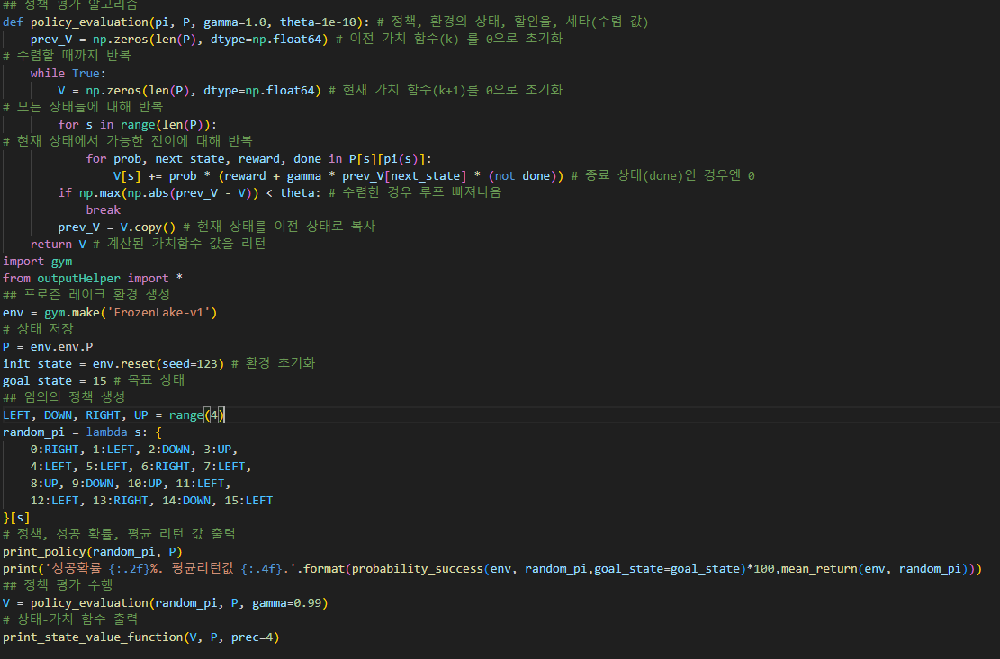 ## 정책 평가 알고리즘
def policy_evaluation(pi, P, gamma=1.0, theta=1e-10): # 정책, 환경의 상태, 할인율, 세타(수렴 값)
    prev_V = np.zeros(len(P), dtype=np.float64) # 이전 가치 함수(k) 를 0으로 초기화
# 수렴할 때까지 반복
    while True:
        V = np.zeros(len(P), dtype=np.float64) # 현재 가치 함수(k+1)를 0으로 초기화
# 모든 상태들에 대해 반복
        for s in range(len(P)):
# 현재 상태에서 가능한 전이에 대해 반복
            for prob, next_state, reward, done in P[s][pi(s)]:
                V[s] += prob * (reward + gamma * prev_V[next_state] * (not done)) # 종료 상태(done)인 경우엔 0
        if np.max(np.abs(prev_V - V)) < theta: # 수렴한 경우 루프 빠져나옴
            break
        prev_V = V.copy() # 현재 상태를 이전 상태로 복사
    return V # 계산된 가치함수 값을 리턴
import gym
from outputHelper import *
## 프로즌 레이크 환경 생성
env = gym.make('FrozenLake-v1')
# 상태 저장
P = env.env.P
init_state = env.reset(seed=123) # 환경 초기화
goal_state = 15 # 목표 상태
## 임의의 정책 생성
LEFT, DOWN, RIGHT, UP = range(4)
random_pi = lambda s: {
    0:RIGHT, 1:LEFT, 2:DOWN, 3:UP,
    4:LEFT, 5:LEFT, 6:RIGHT, 7:LEFT,
    8:UP, 9:DOWN, 10:UP, 11:LEFT,
    12:LEFT, 13:RIGHT, 14:DOWN, 15:LEFT
}[s]
# 정책, 성공 확률, 평균 리턴 값 출력
print_policy(random_pi, P)
print('성공확률 {:.2f}%. 평균리턴값 {:.4f}.'.format(probability_success(env, random_pi,goal_state=goal_state)*100,mean_return(env, random_pi)))
## 정책 평가 수행
V = policy_evaluation(random_pi, P, gamma=0.99)
# 상태-가치 함수 출력
print_state_value_function(V, P, prec=4)